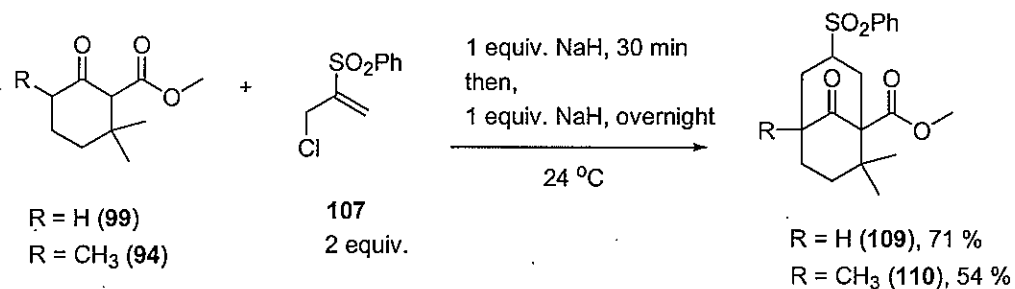 R
O
O
O
+
SO₂Ph
Cl
1 equiv. NaH, 30 min
then,
1 equiv. NaH, overnight
24 °C
SO₂Ph
O
O
O
R
R = H (99)
R = CH₃ (94)
107
2 equiv.
R = H (109), 71 %
R = CH₃ (110), 54 %